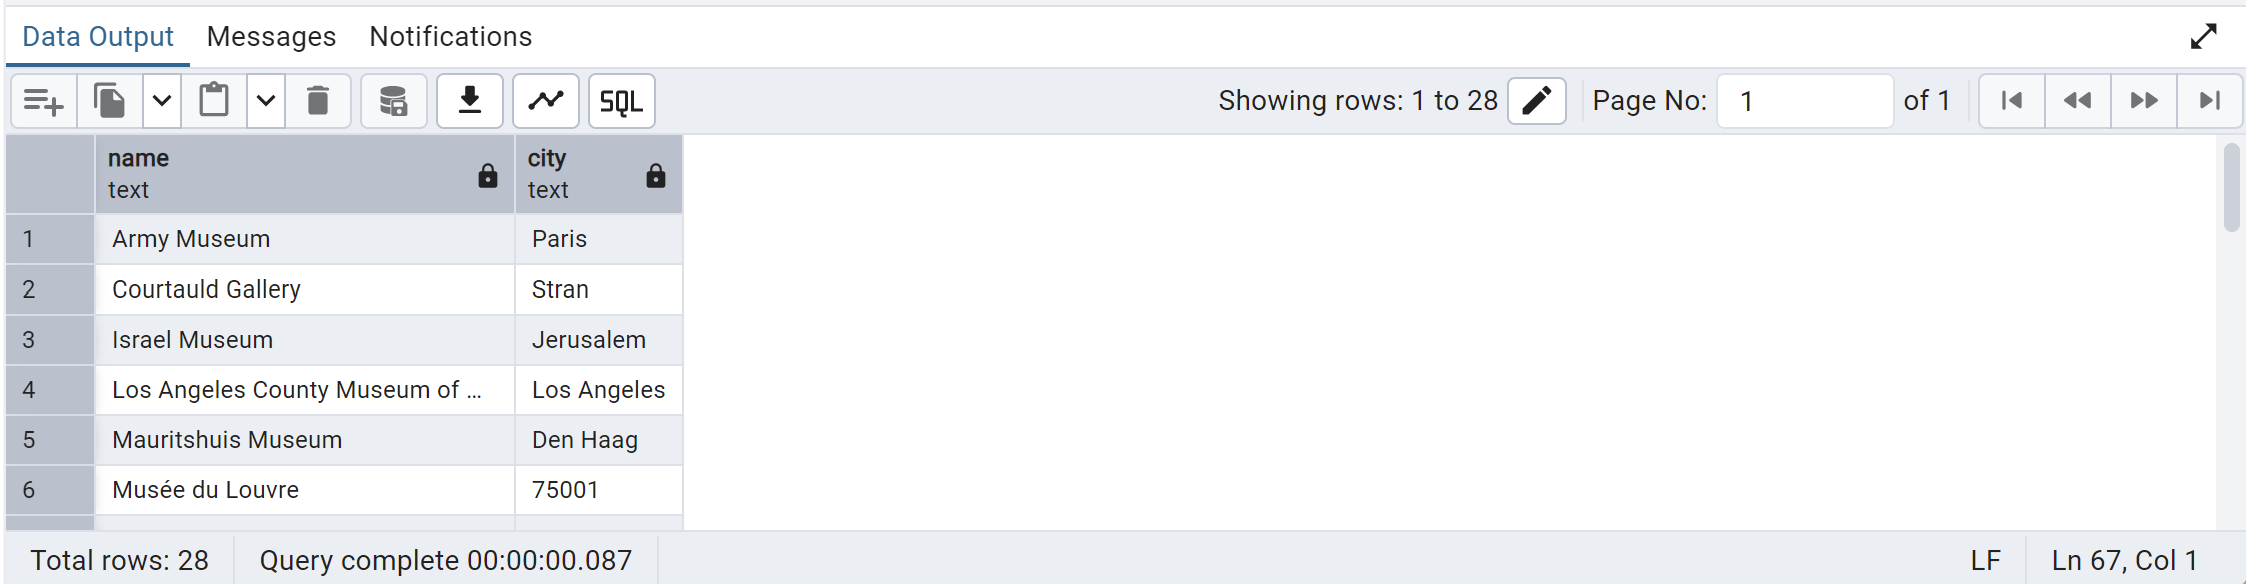 Data Output Messages Notifications
SQL Showing rows: 1 to 28 Page No: 1 of 1
name city
text text
1 Army Museum Paris
2 Courtauld Gallery Stran
3 Israel Museum Jerusalem
4 Los Angeles County Museum of ... Los Angeles
5 Mauritshuis Museum Den Haag
6 Musée du Louvre 75001
Total rows: 28 Query complete 00:00:00.087 LF Ln 67, Col 1